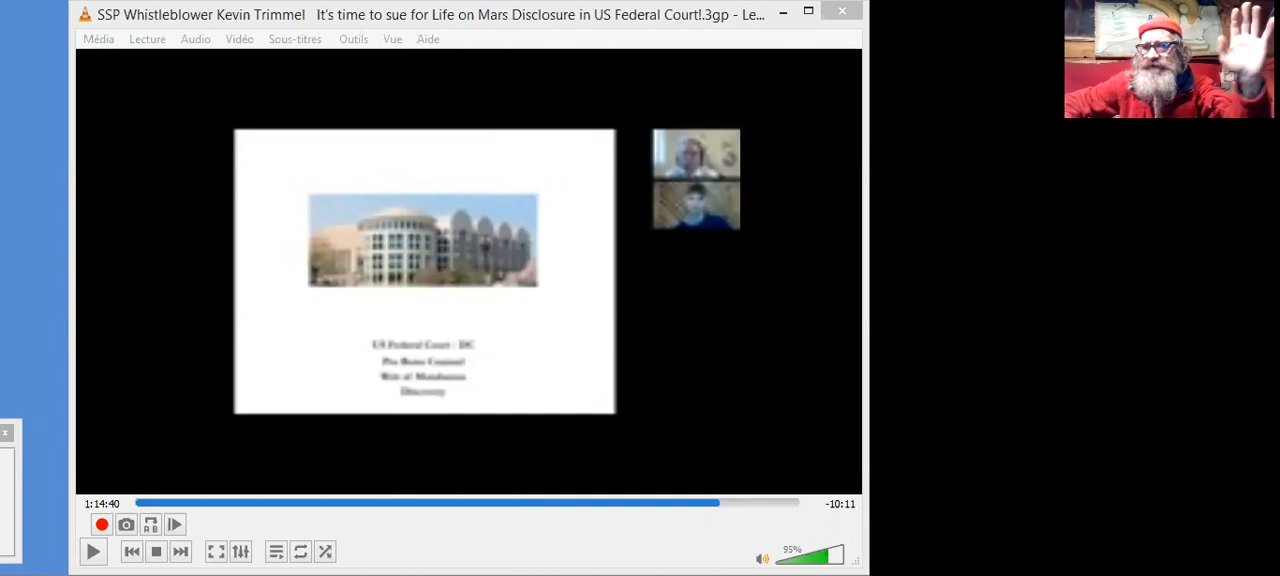 SSP Whistleblower Kevin Trimmel It's time to sue for Life on Mars Disclosure in US Federal Court!.3gp - Le...
Média Lecture Audio Vidéo Sous-titres Outils Vue Aide
US Federal Court - DC
Pro Bono Counsel
Writ of Mandamus
Discovery
1:14:40 -10:11
95%